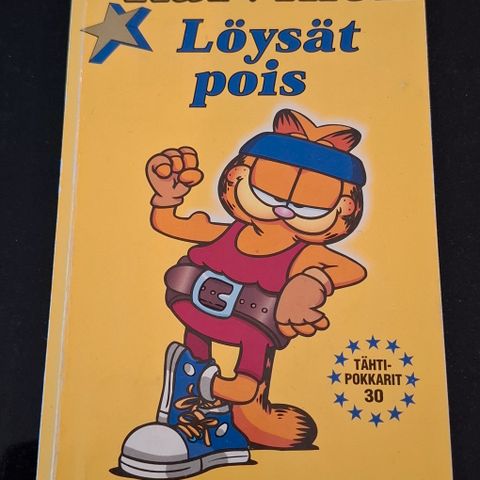 Löysät
pois
TÄHTI-
POKKARIT
30